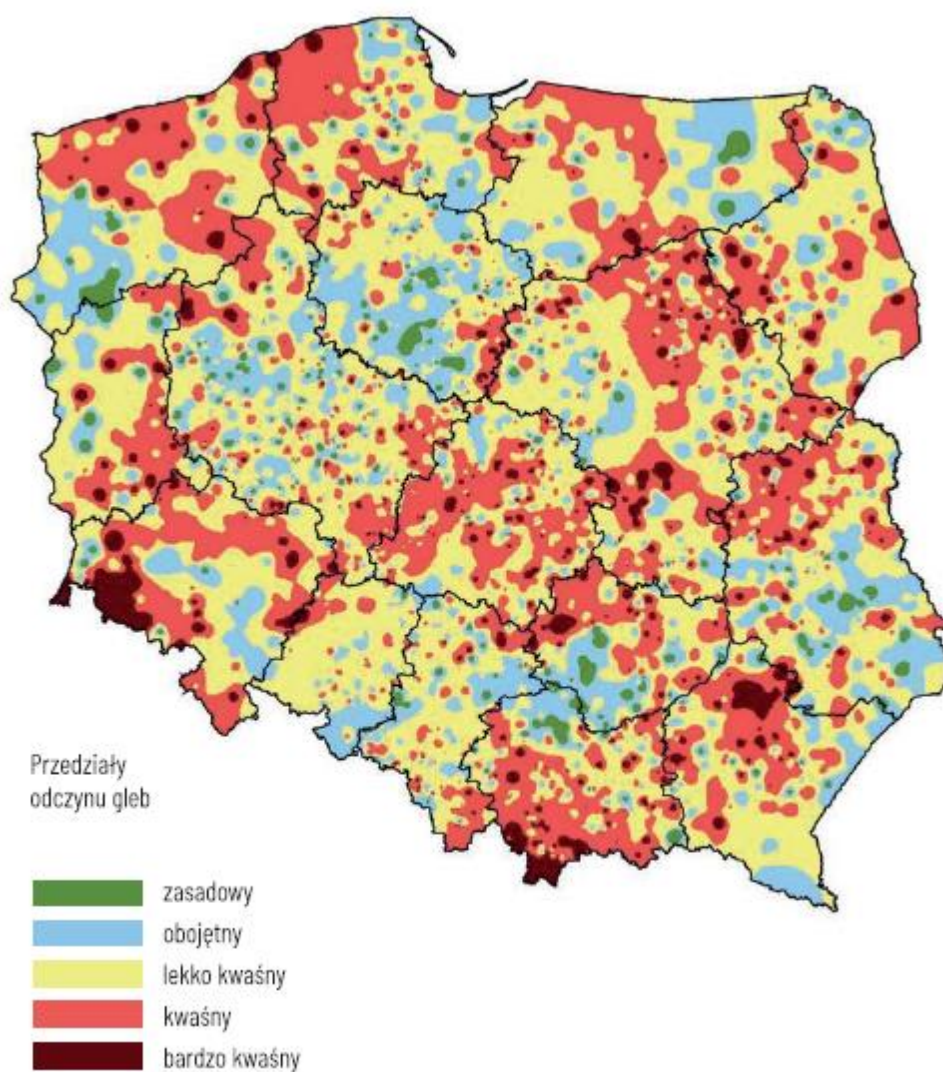 Przedziały
odczynu gleb
zasadowy
obojętny
lekko kwaśny
kwaśny
bardzo kwaśny